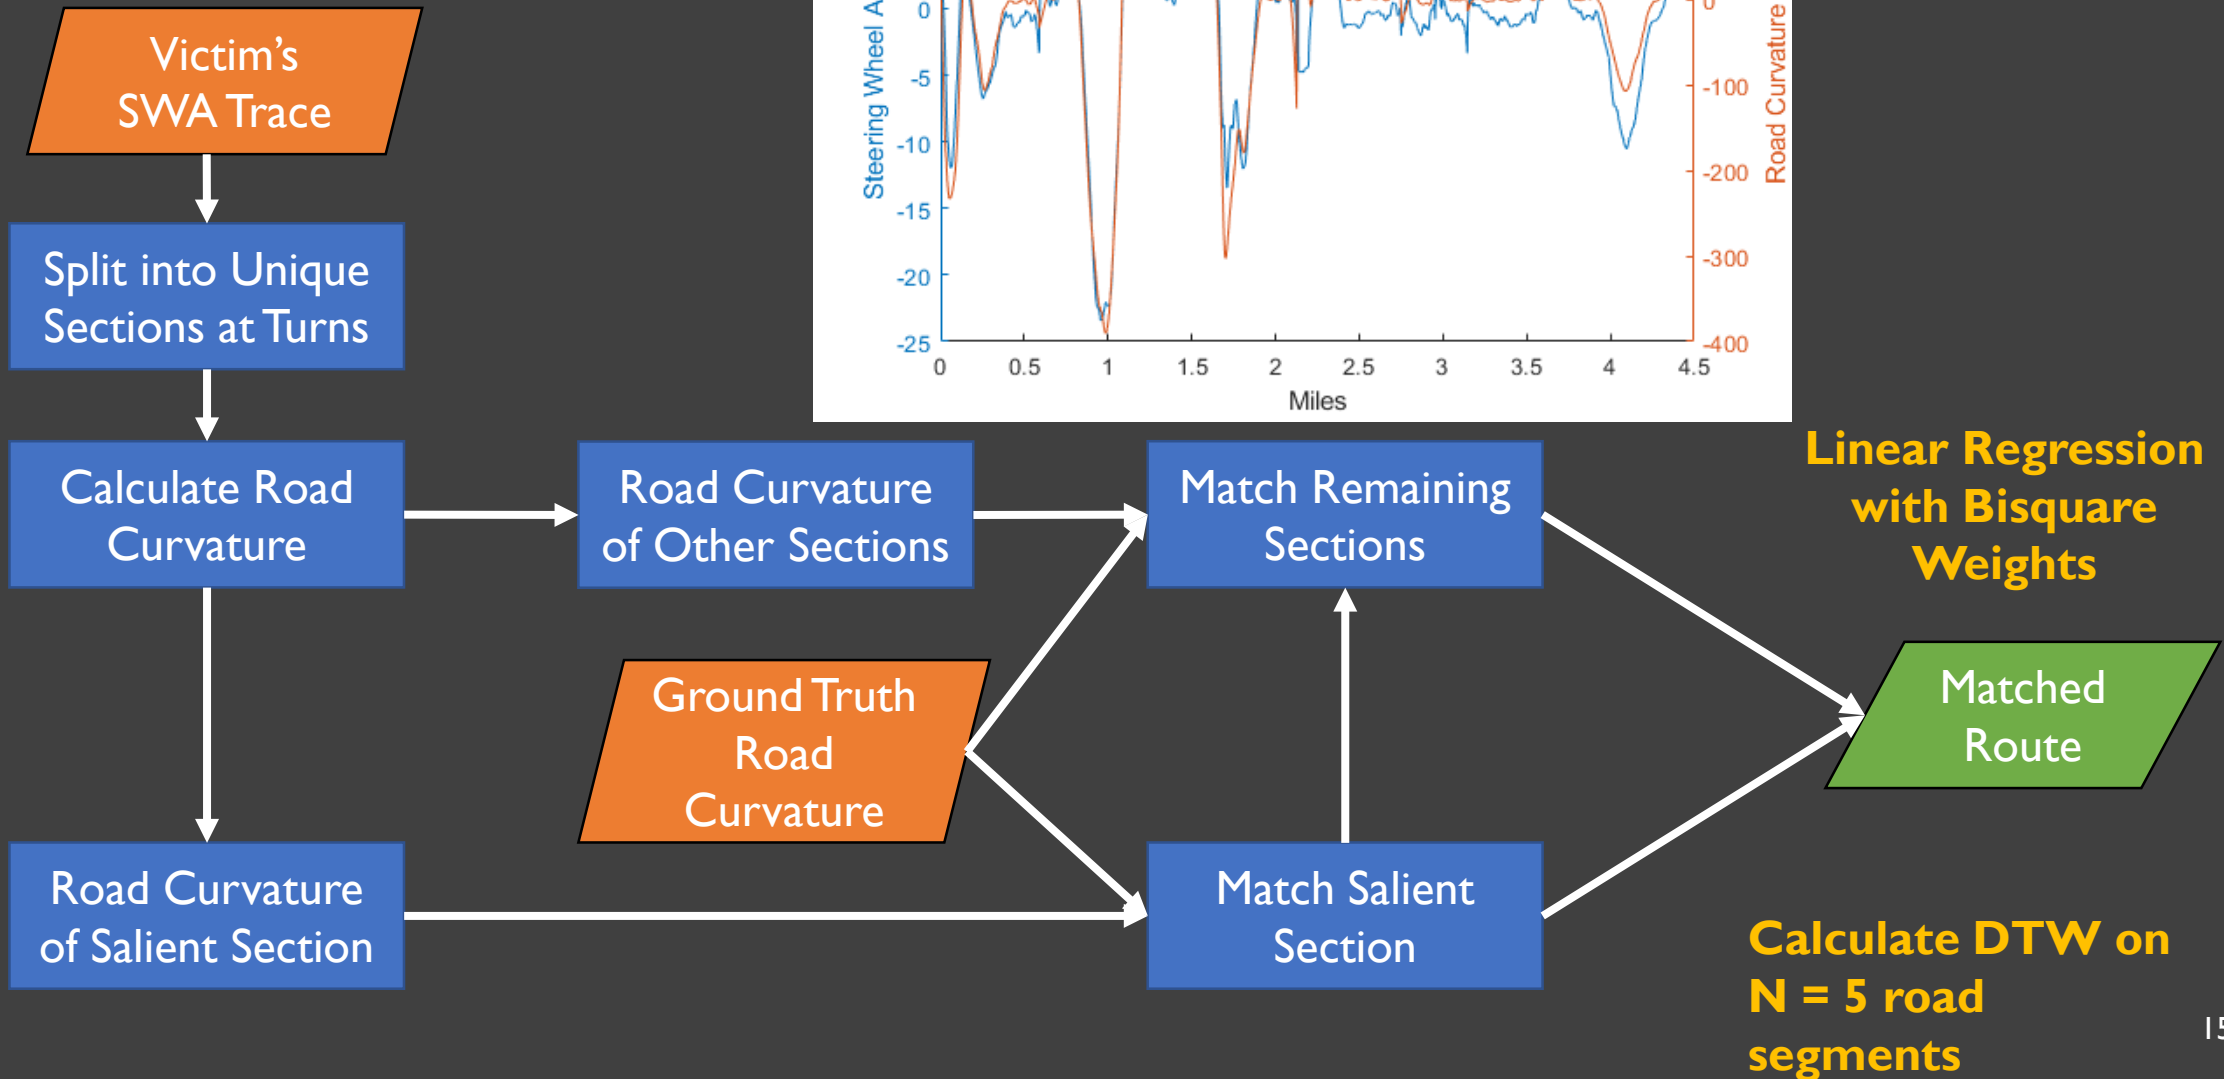 Victim's
SWA Trace
Split into Unique
Sections at Turns
Calculate Road
Curvature
Road Curvature
of Salient Section
Road Curvature
of Other Sections
Ground Truth
Road
Curvature
Match Remaining
Sections
Match Salient
Section
Matched
Route
Linear Regression
with Bisquare
Weights
Calculate DTW on
N = 5 road
segments
15
Steering Wheel A
0
-5
-10
-15
-20
-25
0
0.5
1
1.5
2
2.5
3
3.5
4
4.5
Miles
0
-100
-200
-300
-400
Road Curvature